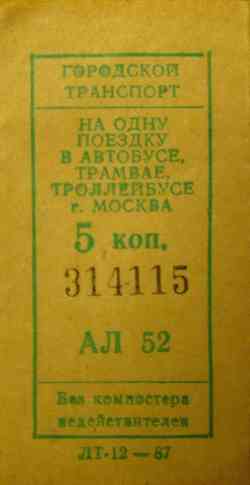 ГОРОДСКОЙ
ТРАНСПОРТ
НА ОДНУ
ПОЕЗДКУ
В АВТОБУСЕ,
ТРАМВАЕ,
ТРОЛЛЕЙБУСЕ
г. МОСКВА
5 коп.
314115
АЛ 52
Без компостера
недействителен
ЛТ-12—87